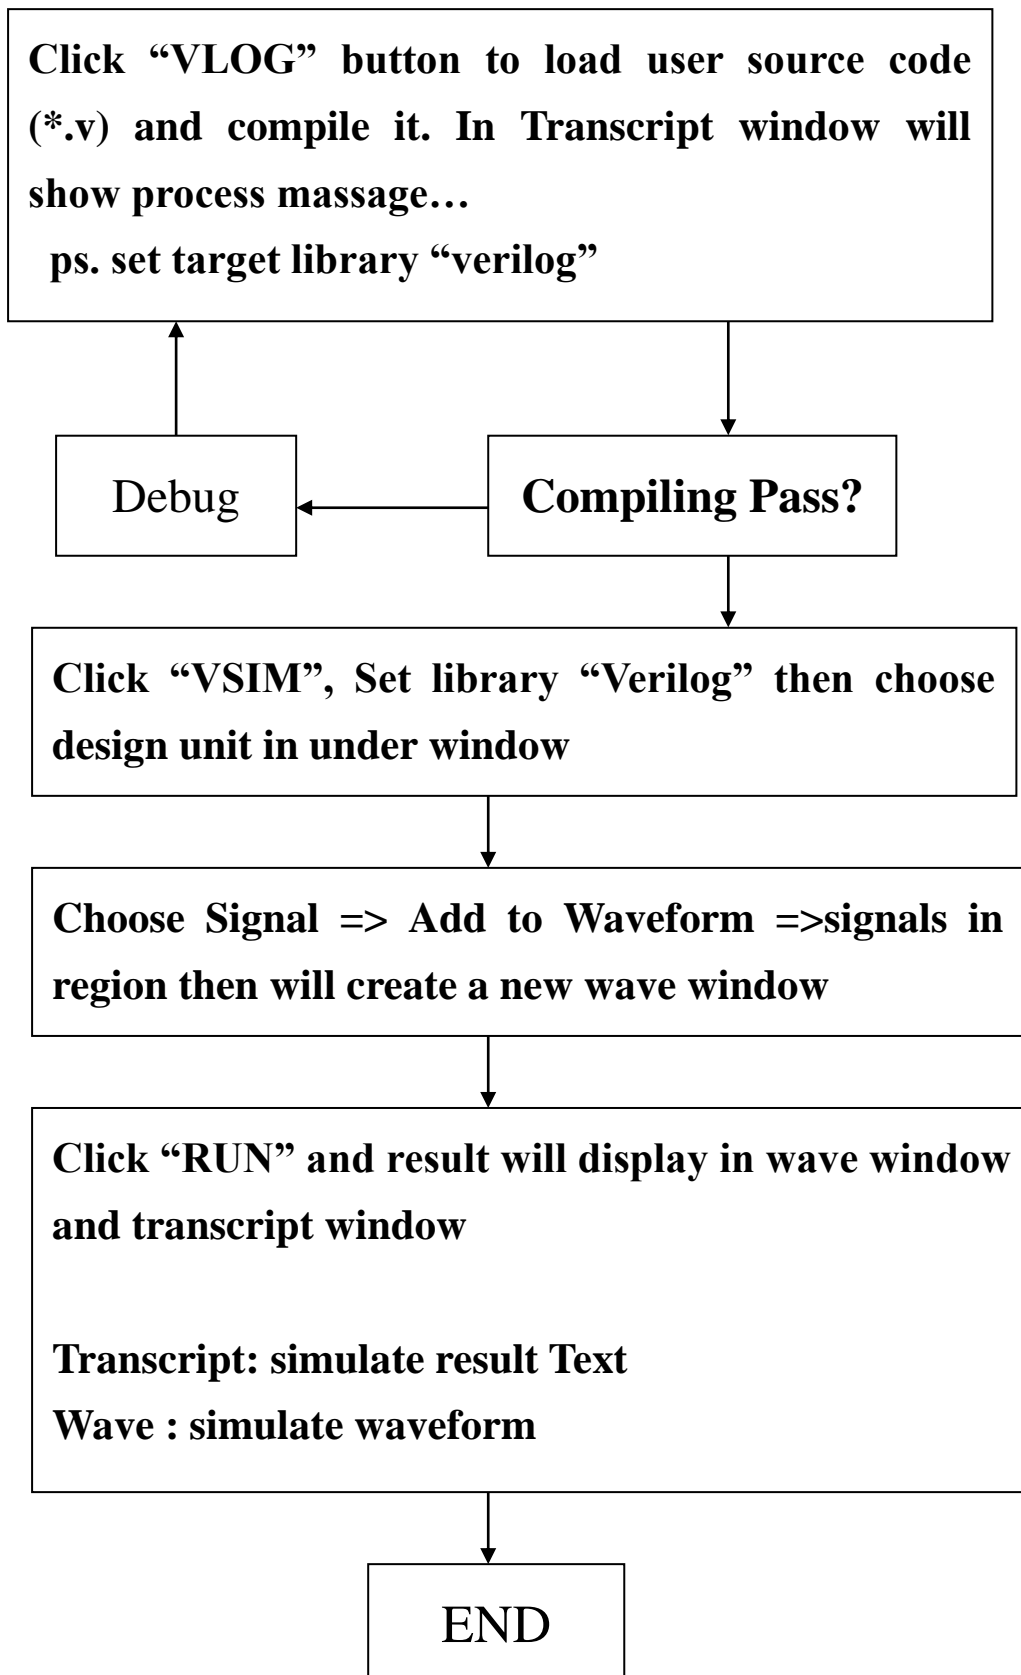 Click “VLOG” button to load user source code
(*.v) and compile it. In Transcript window will
show process massage…
ps. set target library “verilog”
Debug
Compiling Pass?
Click “VSIM”, Set library “Verilog” then choose
design unit in under window
Choose Signal => Add to Waveform =>signals in
region then will create a new wave window
Click “RUN” and result will display in wave window
and transcript window
Transcript: simulate result Text
Wave : simulate waveform
END